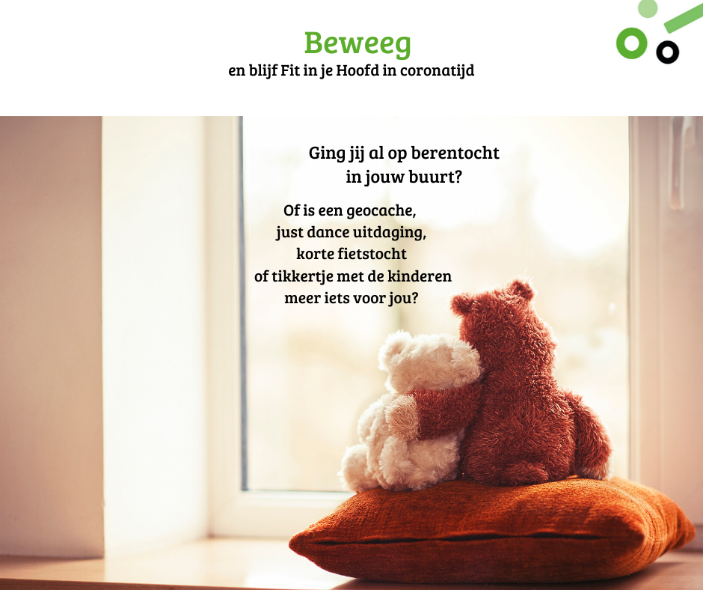 Beweeg
en blijf Fit in je Hoofd in coronatijd
Ging jij al op berentocht
in jouw buurt?
Of is een geocache,
just dance uitdaging,
korte fietstocht
of tikkertje met de kinderen
meer iets voor jou?